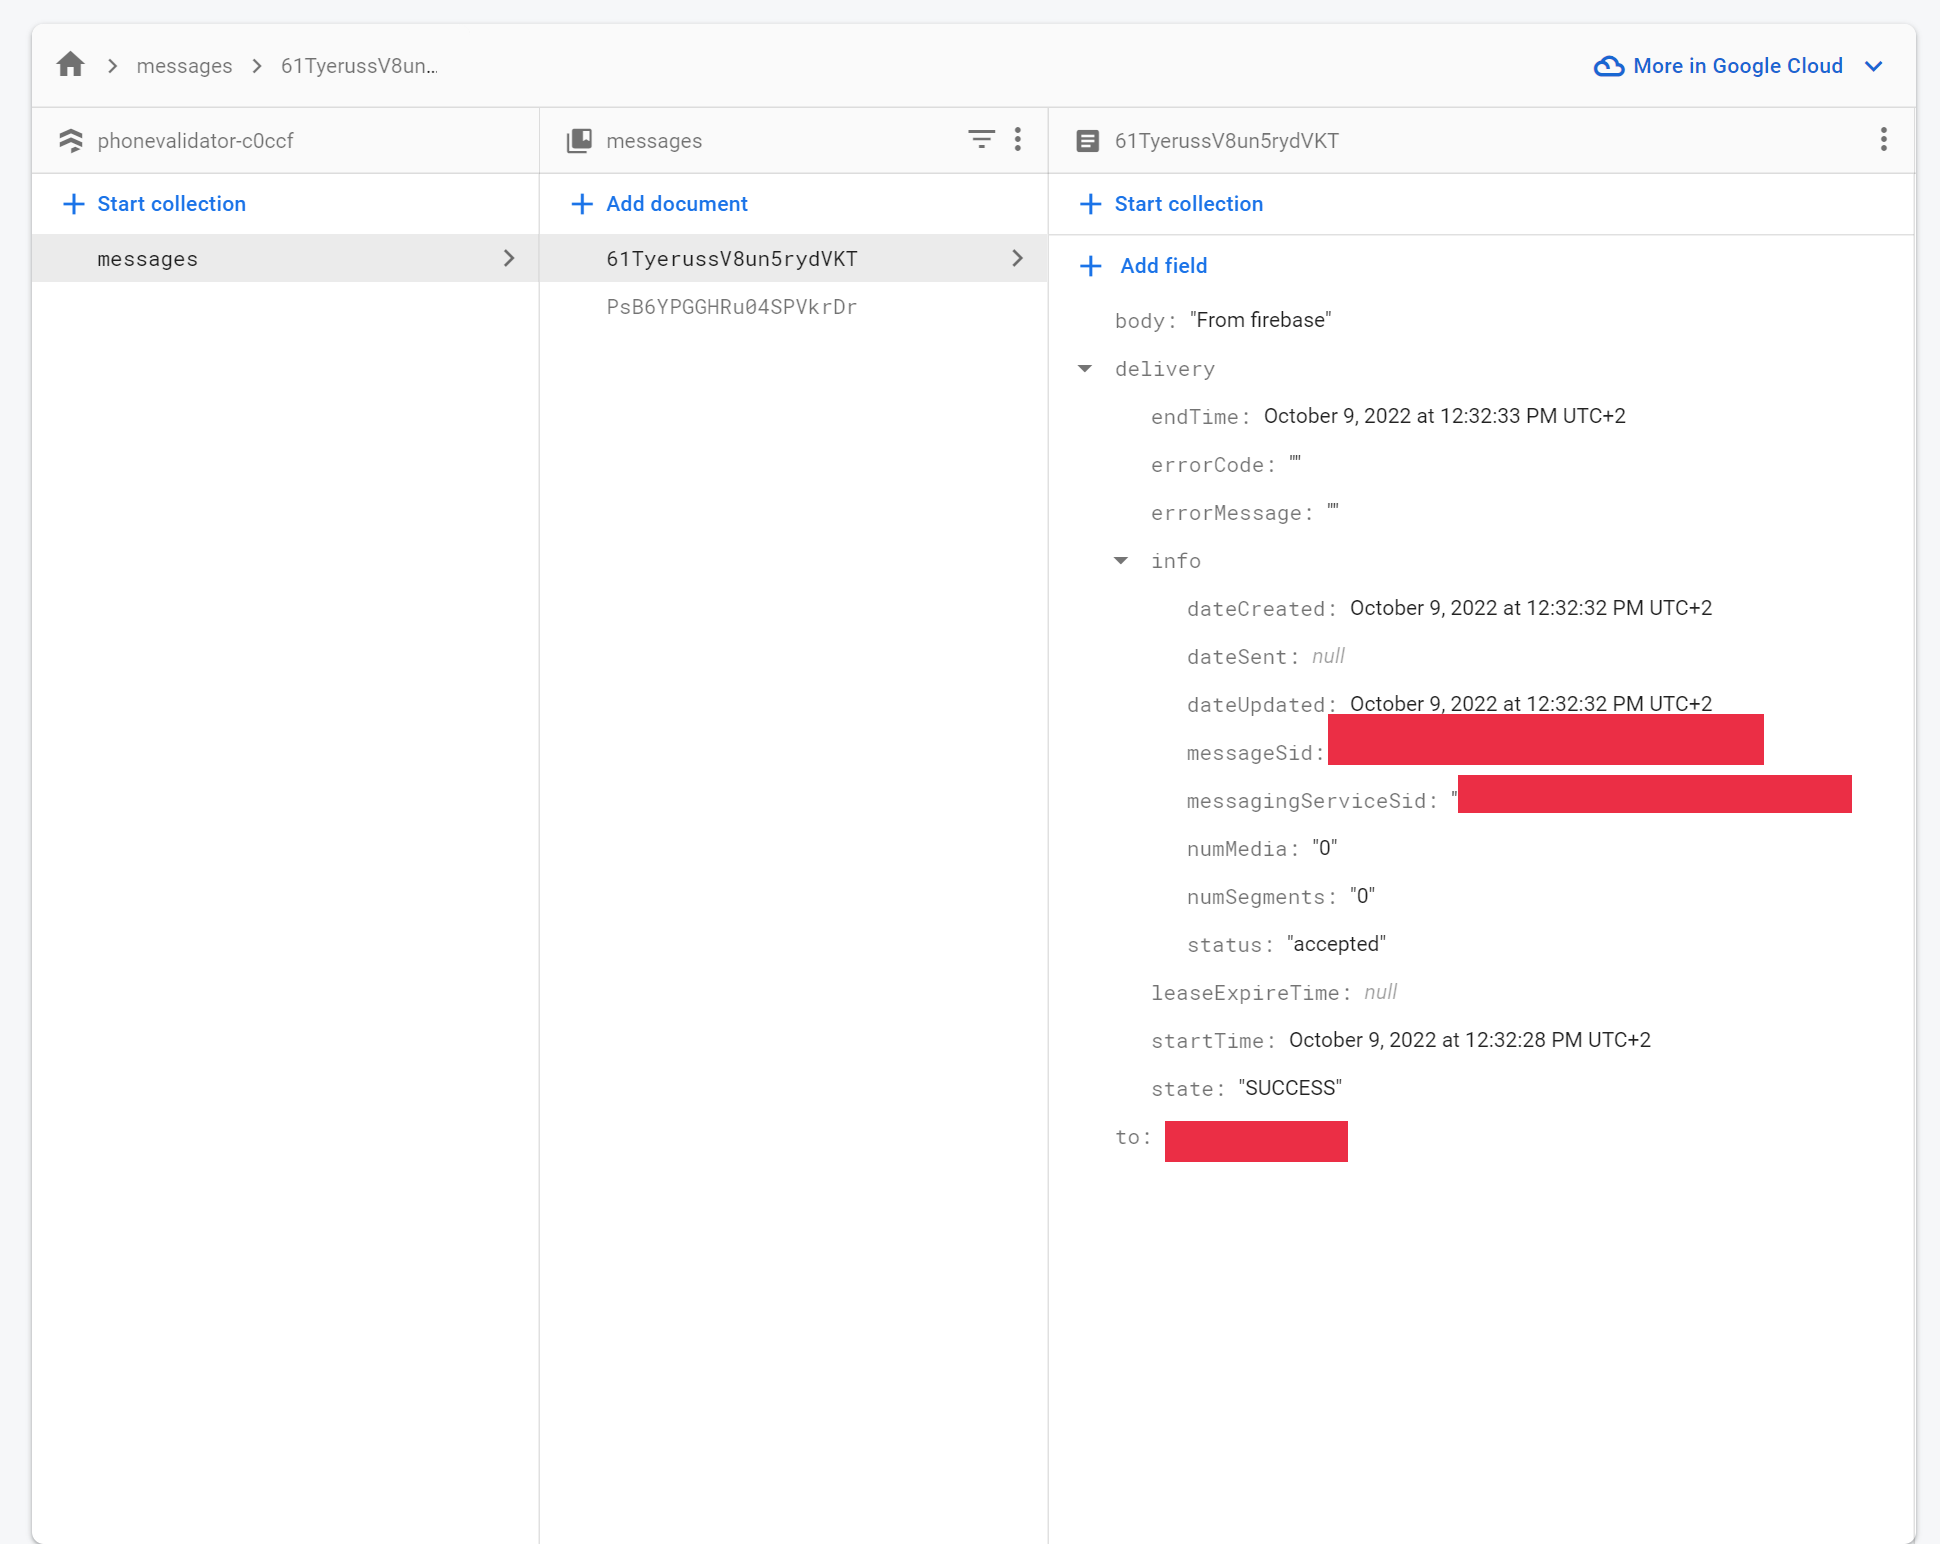 messages
61TyerussV8un…
More in Google Cloud
phonevalidator-c0ccf
messages
61TyerussV8un5rydVKT
Start collection
Add document
Start collection
messages
61TyerussV8un5rydVKT
PsB6YPGGHRu04SPVkrDr
Add field
body: "From firebase"
delivery
endTime: October 9, 2022 at 12:32:33 PM UTC+2
errorCode: ""
errorMessage: ""
info
dateCreated: October 9, 2022 at 12:32:32 PM UTC+2
dateSent: null
dateUpdated: October 9, 2022 at 12:32:32 PM UTC+2
messageSid:
messagingServiceSid: "
numMedia: "0"
numSegments: "0"
status: "accepted"
leaseExpireTime: null
startTime: October 9, 2022 at 12:32:28 PM UTC+2
state: "SUCCESS"
to: